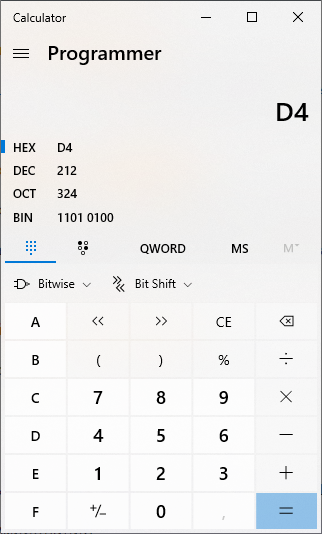 Calculator
Programmer
D4
HEX D4
DEC 212
OCT 324
BIN 1101 0100
QWORD MS M˅
Bitwise Bit Shift
A << >> CE
B ( ) % ÷
C 7 8 9 ×
D 4 5 6 −
E 1 2 3 +
F +/− 0 , =